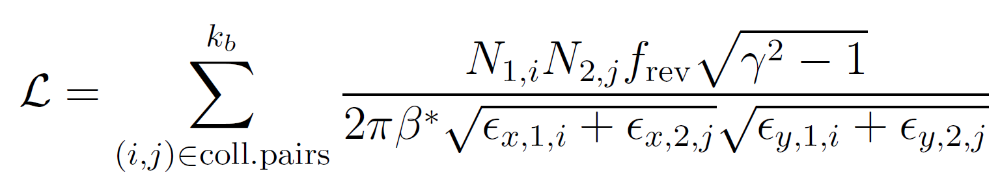 \mathcal{L} = \sum_{(i,j)\in \text{coll.pairs}}^{k_b} \frac{N_{1,i} N_{2,j} f_{\text{rev}} \sqrt{\gamma^2 - 1}}{2\pi\beta^* \sqrt{\epsilon_{x,1,i} + \epsilon_{x,2,j}} \sqrt{\epsilon_{y,1,i} + \epsilon_{y,2,j}}}